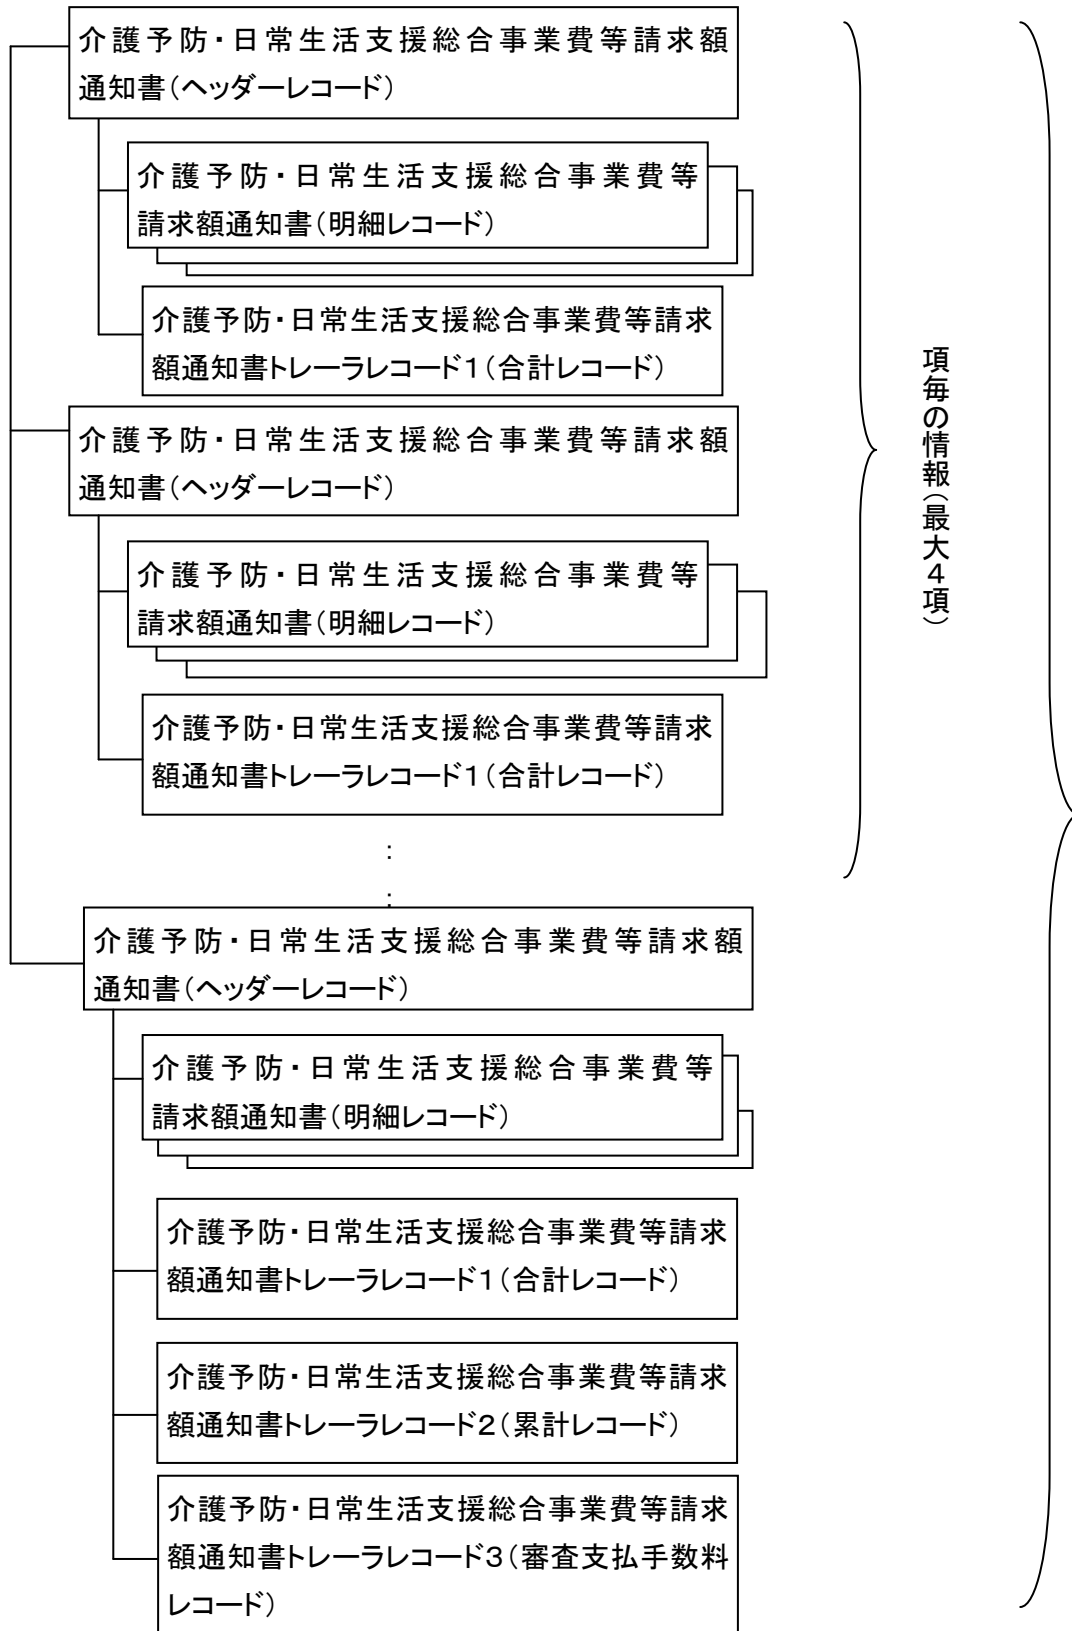 介護予防・日常生活支援総合事業費等請求額
通知書（ヘッダーレコード）
介護予防・日常生活支援総合事業費等
請求額通知書（明細レコード）
介護予防・日常生活支援総合事業費等請求
額通知書トレーラレコード１（合計レコード）
介護予防・日常生活支援総合事業費等請求額
通知書（ヘッダーレコード）
介護予防・日常生活支援総合事業費等
請求額通知書（明細レコード）
介護予防・日常生活支援総合事業費等請求
額通知書トレーラレコード１（合計レコード）
：
：
項毎の情報（最大４項）
介護予防・日常生活支援総合事業費等請求額
通知書（ヘッダーレコード）
介護予防・日常生活支援総合事業費等
請求額通知書（明細レコード）
介護予防・日常生活支援総合事業費等請求
額通知書トレーラレコード１（合計レコード）
介護予防・日常生活支援総合事業費等請求
額通知書トレーラレコード２（累計レコード）
介護予防・日常生活支援総合事業費等請求
額通知書トレーラレコード３（審査支払手数料
レコード）